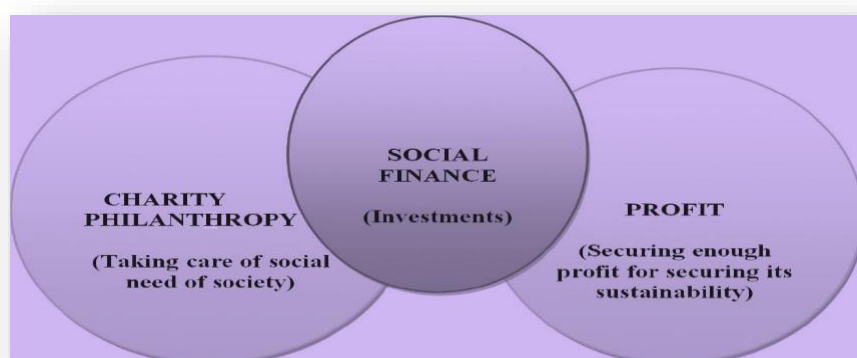 CHARITY
PHILANTHROPY
(Taking care of social
need of society)
SOCIAL
FINANCE
(Investments)
PROFIT
(Securing enough
profit for securing its
sustainability)